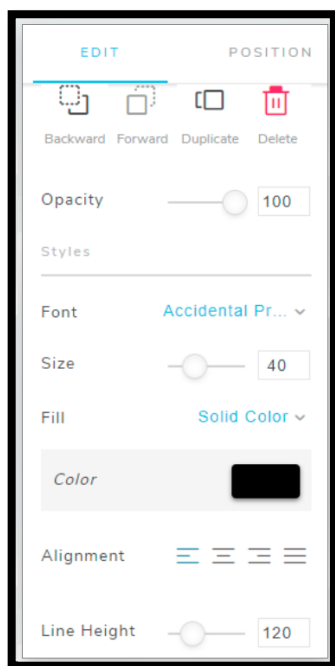 EDIT POSITION
Backward Forward Duplicate Delete
Opacity 100
Styles
Font Accidental Pr...
Size 40
Fill Solid Color
Color
Alignment
Line Height 120